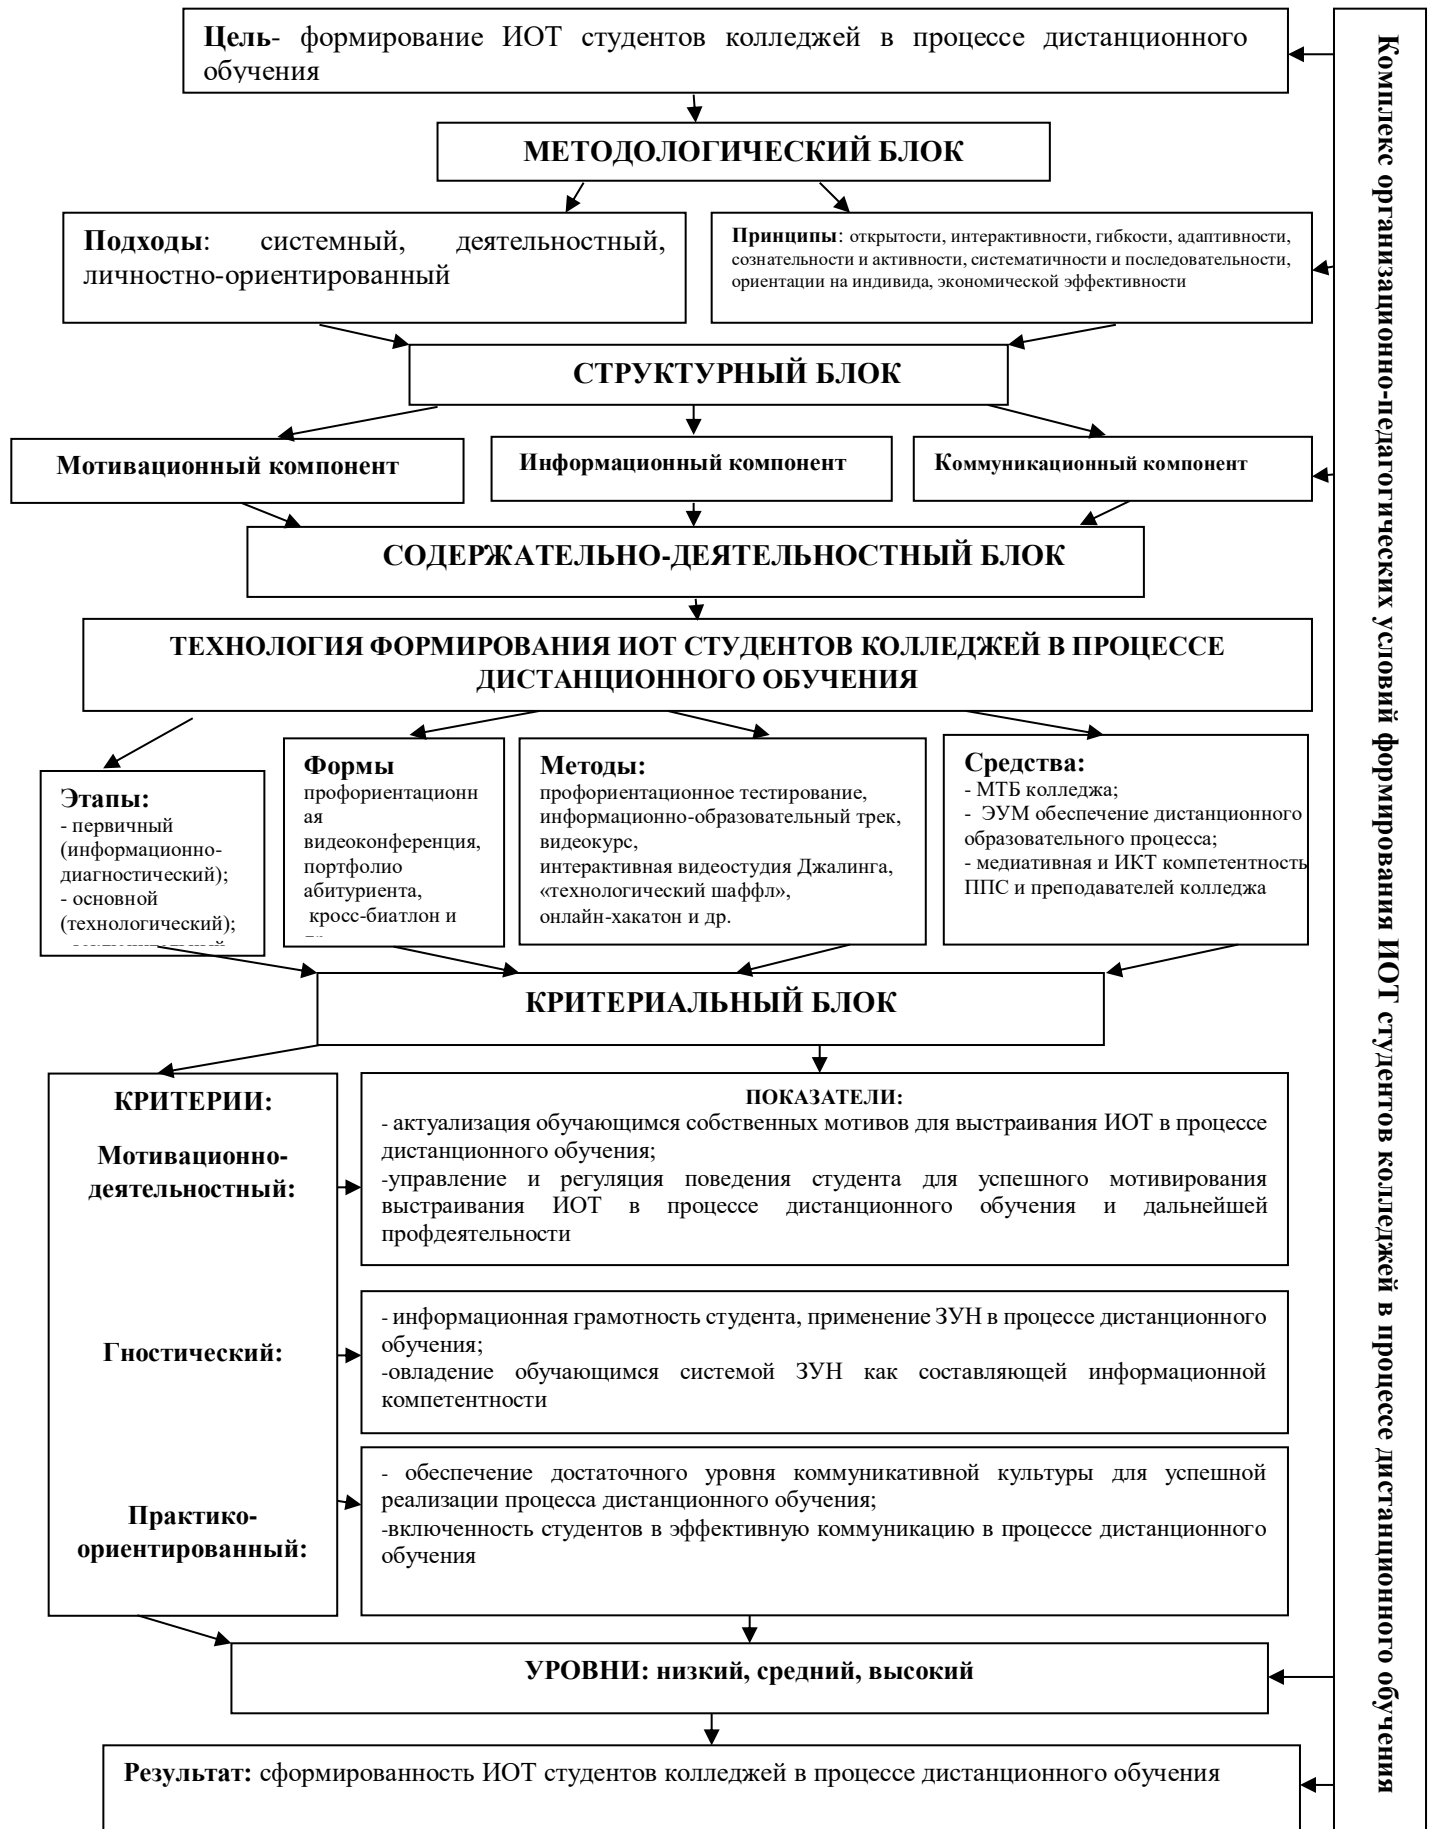 Цель- формирование ИОТ студентов колледжей в процессе дистанционного
обучения
МЕТОДОЛОГИЧЕСКИЙ БЛОК
Подходы: системный, деятельностный,
личностно-ориентированный
Принципы: открытости, интерактивности, гибкости, адаптивности,
сознательности и активности, систематичности и последовательности,
ориентации на индивида, экономической эффективности
СТРУКТУРНЫЙ БЛОК
Мотивационный компонент
Информационный компонент
Коммуникационный компонент
СОДЕРЖАТЕЛЬНО-ДЕЯТЕЛЬНОСТНЫЙ БЛОК
ТЕХНОЛОГИЯ ФОРМИРОВАНИЯ ИОТ СТУДЕНТОВ КОЛЛЕДЖЕЙ В ПРОЦЕССЕ
ДИСТАНЦИОННОГО ОБУЧЕНИЯ
Этапы:
- первичный
(информационно-
диагностический);
- основной
(технологический);
Формы
профориентационн
ая
видеоконференция,
портфолио
абитуриента,
кросс-биатлон и
Методы:
профориентационное тестирование,
информационно-образовательный трек,
видеокурс,
интерактивная видеостудия Джалинга,
«технологический шаффл»,
онлайн-хакатон и др.
Средства:
- МТБ колледжа;
- ЭУМ обеспечение дистанционного
образовательного процесса;
- медиативная и ИКТ компетентность
ППС и преподавателей колледжа
КРИТЕРИАЛЬНЫЙ БЛОК
КРИТЕРИИ:
Мотивационно-
деятельностный:
Гностический:
Практико-
ориентированный:
ПОКАЗАТЕЛИ:
- актуализация обучающимся собственных мотивов для выстраивания ИОТ в процессе
дистанционного обучения;
-управление и регуляция поведения студента для успешного мотивирования
выстраивания ИОТ в процессе дистанционного обучения и дальнейшей
профдеятельности
- информационная грамотность студента, применение ЗУН в процессе дистанционного
обучения;
-овладение обучающимся системой ЗУН как составляющей информационной
компетентности
- обеспечение достаточного уровня коммуникативной культуры для успешной
реализации процесса дистанционного обучения;
-включенность студентов в эффективную коммуникацию в процессе дистанционного
обучения
УРОВНИ: низкий, средний, высокий
Результат: сформированность ИОТ студентов колледжей в процессе дистанционного обучения
Комплекс организационно-педагогических условий формирования ИОТ студентов колледжей в процессе дистанционного обучения